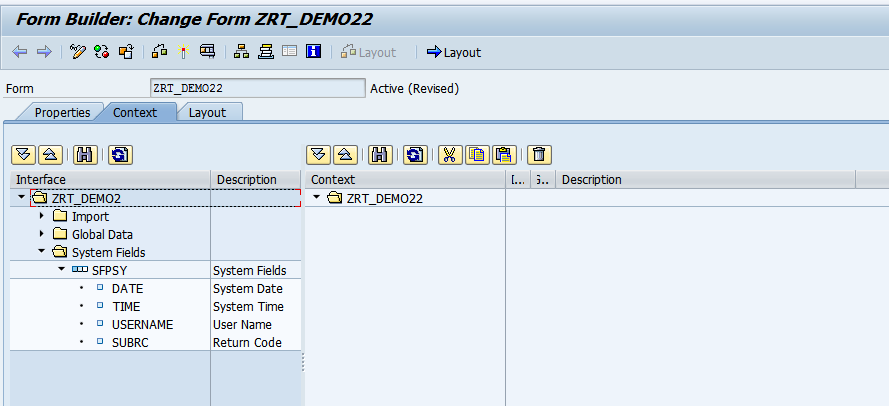 Form Builder: Change Form ZRT_DEMO22
Layout Layout
Form ZRT_DEMO22 Active (Revised)
Properties Context Layout
Interface Description Context I... G.. Description
ZRT_DEMO2 ZRT_DEMO22
Import
Global Data
System Fields
SFPSY System Fields
DATE System Date
TIME System Time
USERNAME User Name
SUBRC Return Code